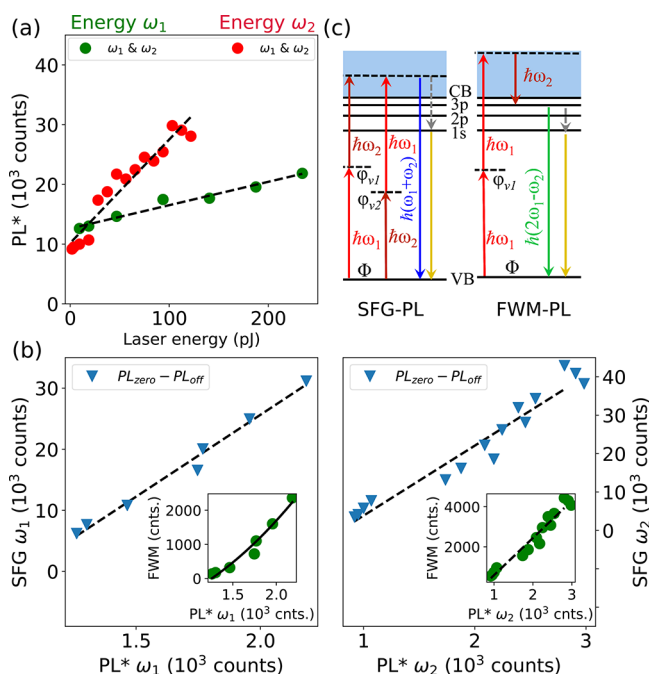 (a)
Energy ω₁ Energy ω₂
ω₁ & ω₂ ω₁ & ω₂
PL* (10³ counts)
40
30
20
10
0
0 100 200
Laser energy (pJ)
(c)
CB
3p
2p
1s
ħω₂
ħω₁
φᵥ₁
φᵥ₂
ħω₁
ħω₂
ħ(ω₁+ω₂)
Φ
VB
SFG-PL
ħω₂
ħω₁
φᵥ₁
ħω₁
ħ(2ω₁-ω₂)
Φ
FWM-PL
(b)
PL_zero − PL_off
SFG ω₁ (10³ counts)
30
20
10
0
1.5 2.0
PL* ω₁ (10³ counts)
FWM (cnts.)
2000
1000
0
1.5 2.0
PL* ω₁ (10³ cnts.)
PL_zero − PL_off
SFG ω₂ (10³ counts)
40
30
20
10
0
1 2 3
PL* ω₂ (10³ counts)
FWM (cnts.)
4000
2000
1 2 3
PL* ω₂ (10³ cnts.)